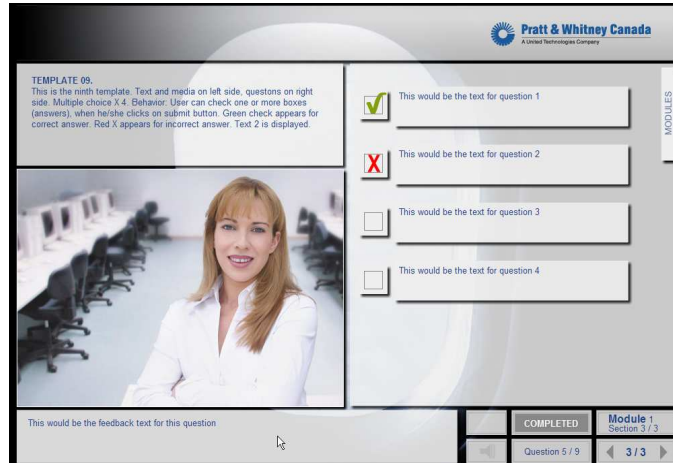 Pratt & Whitney Canada
A United Technologies Company
TEMPLATE 09.
This is the ninth template. Text and media on left side, questons on right
side. Multiple choice X 4. Behavior: User can check one or more boxes
(answers), when he/she clicks on submit button. Green check appears for
correct answer. Red X appears for incorrect answer. Text 2 is displayed.
This would be the text for question 1
This would be the text for question 2
This would be the text for question 3
This would be the text for question 4
MODULES
This would be the feedback text for this question
COMPLETED
Module 1
Section 3 / 3
Question 5 / 9
3 / 3